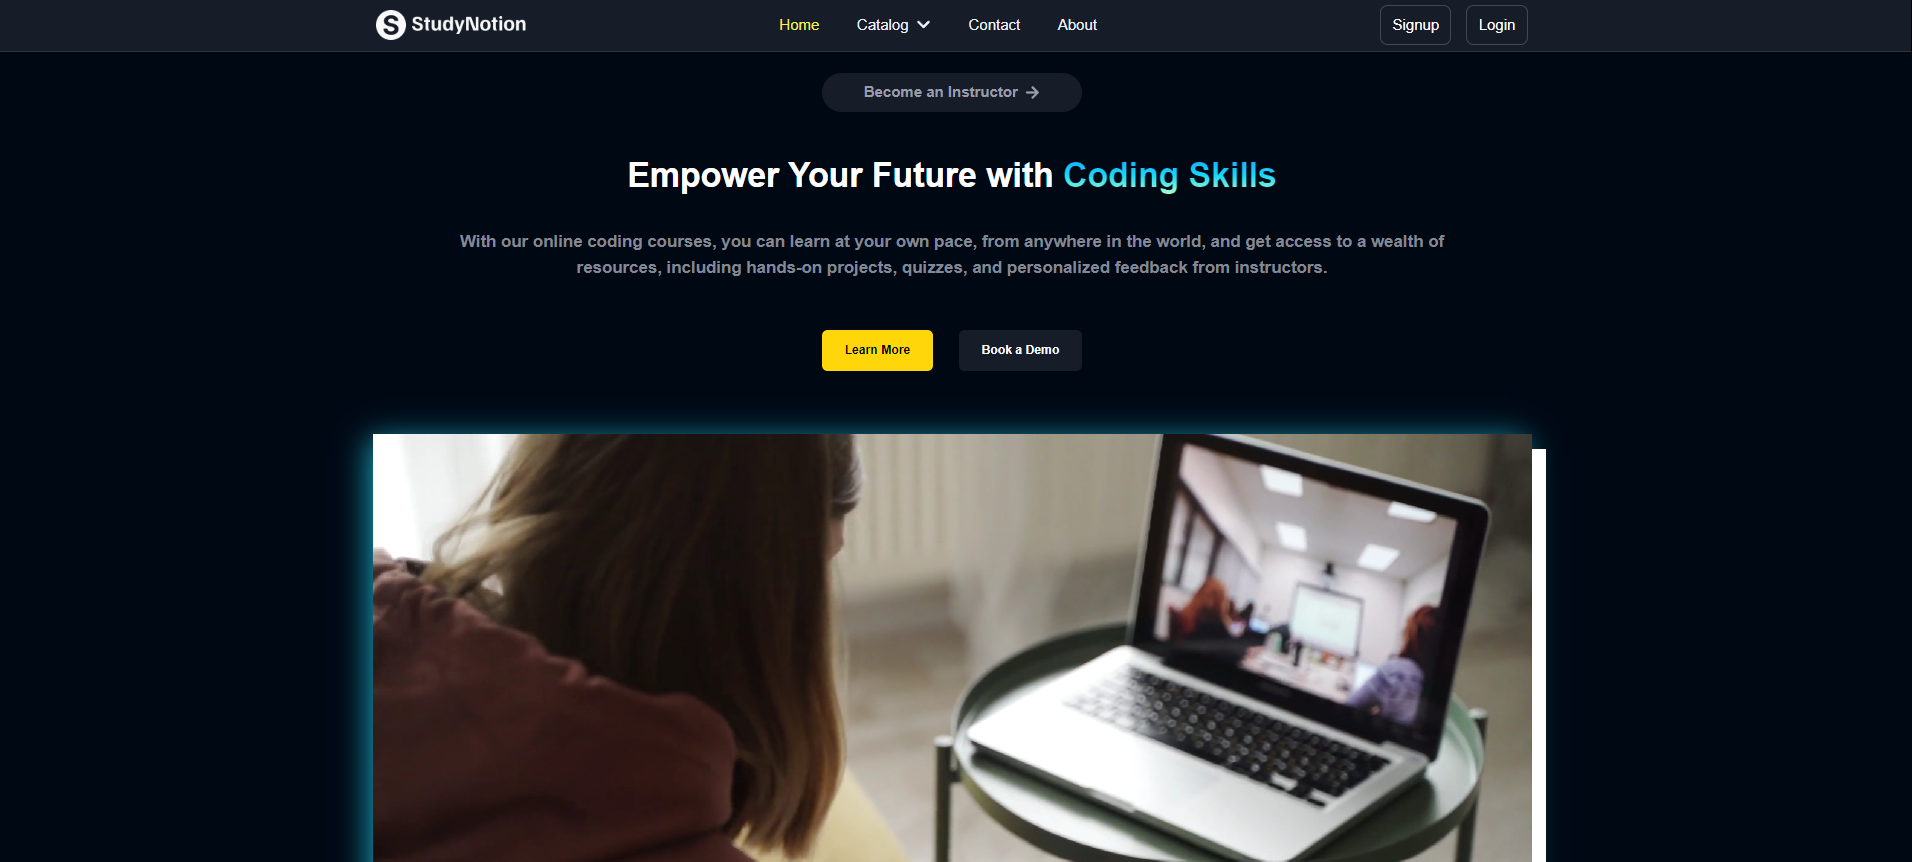 StudyNotion
Home Catalog Contact About
Signup Login
Become an Instructor
Empower Your Future with Coding Skills
With our online coding courses, you can learn at your own pace, from anywhere in the world, and get access to a wealth of
resources, including hands-on projects, quizzes, and personalized feedback from instructors.
Learn More Book a Demo